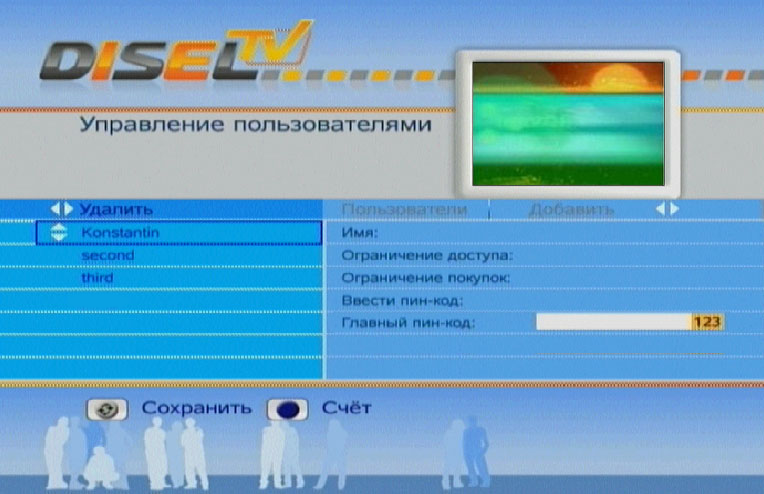 DISEL TV
Управление пользователями
Удалить Пользователи Добавить
Konstantin Имя:
second Ограничение доступа:
third Ограничение покупок:
Ввести пин-код:
Главный пин-код: 123
Сохранить Счёт